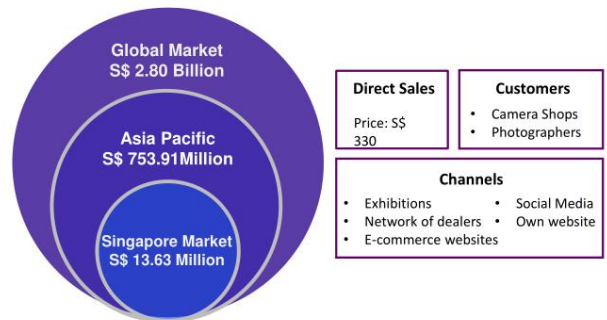 Global Market
S$ 2.80 Billion
Asia Pacific
S$ 753.91Million
Singapore Market
S$ 13.63 Million
Direct Sales
Price: S$
330
Customers
• Camera Shops
• Photographers
Channels
• Exhibitions
• Network of dealers
• E-commerce websites
• Social Media
• Own website